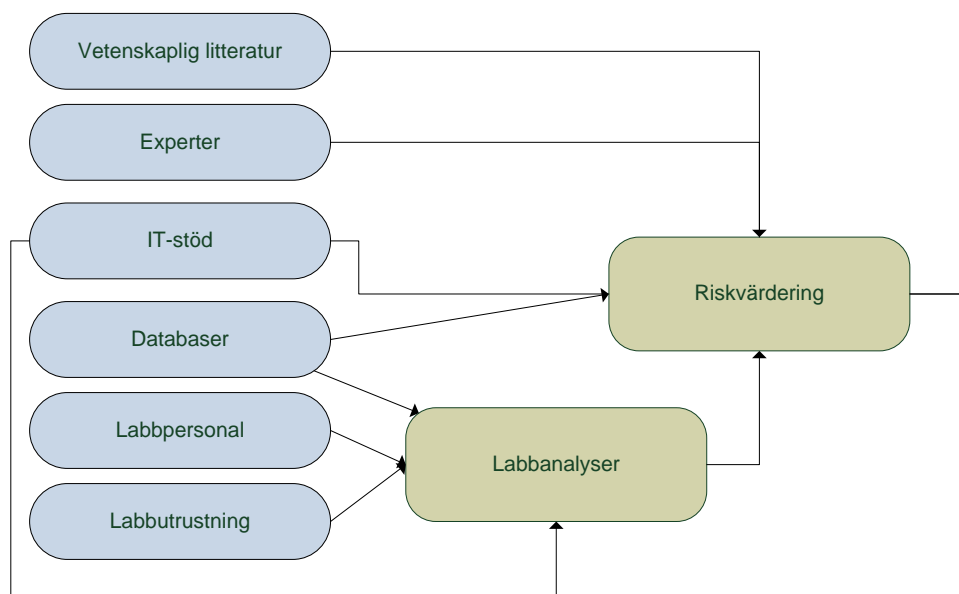 Vetenskaplig litteratur
Experter
IT-stöd
Riskvärdering
Databaser
Labbpersonal
Labbanalyser
Labbutrustning